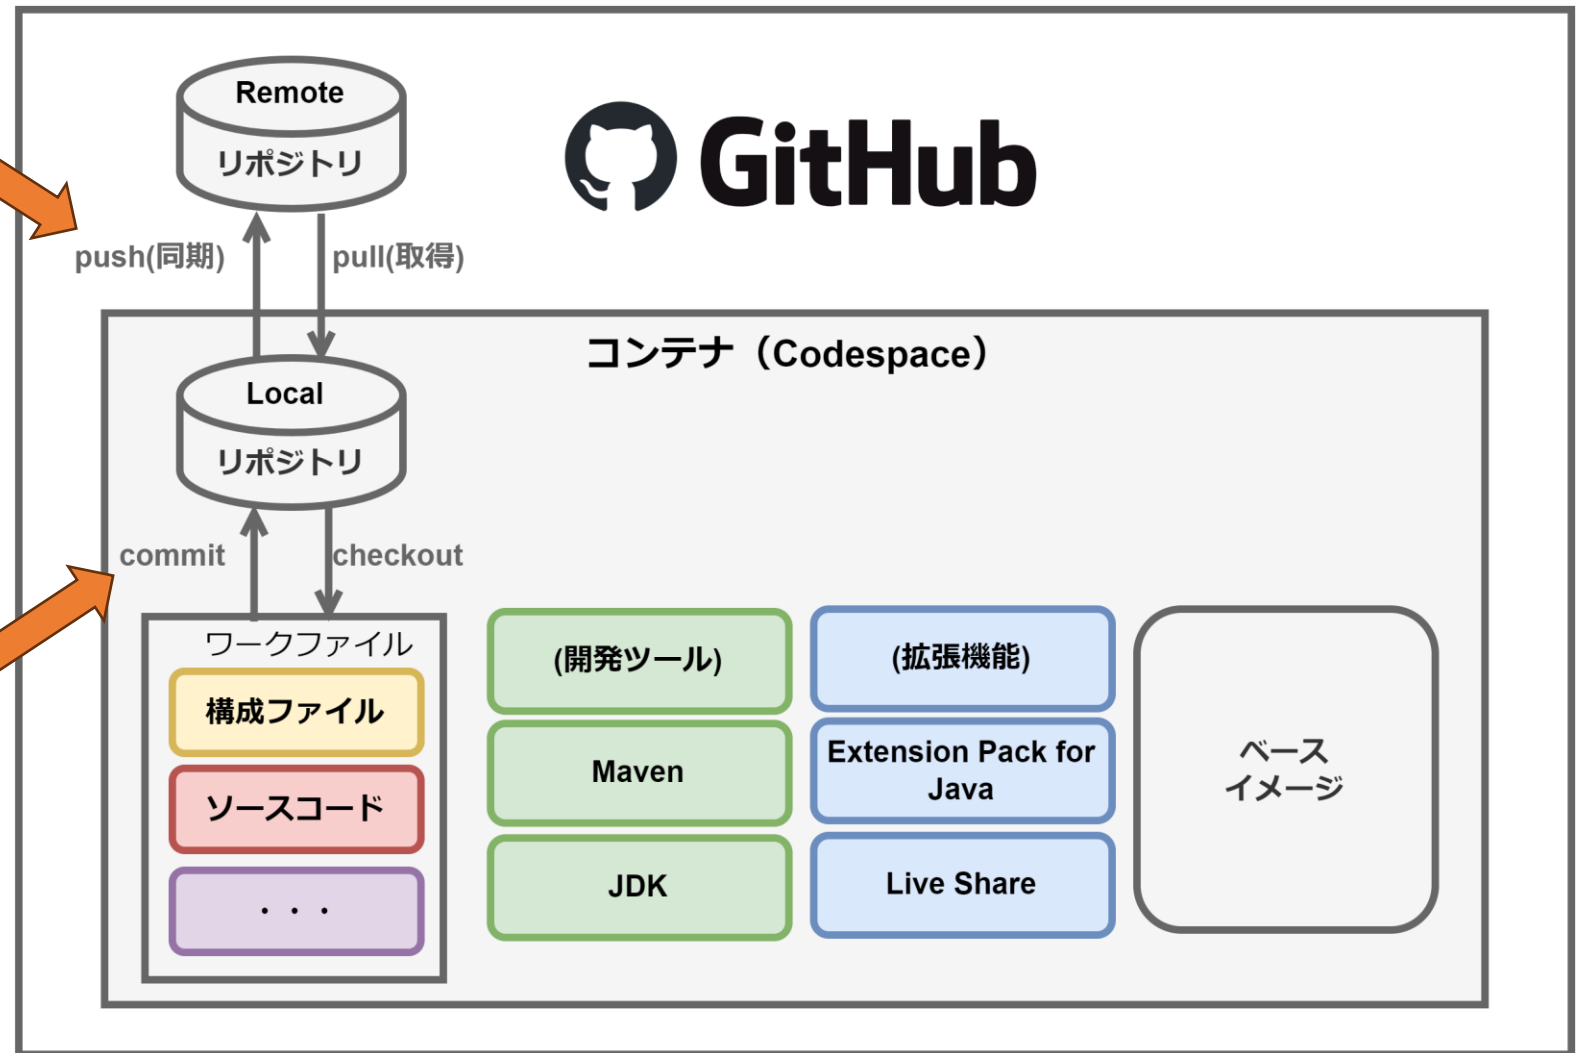 Remote
リポジトリ
GitHub
push(同期)
pull(取得)
コンテナ（Codespace）
Local
リポジトリ
commit
checkout
ワークファイル
構成ファイル
ソースコード
・・・
(開発ツール)
Maven
JDK
(拡張機能)
Extension Pack for
Java
Live Share
ベース
イメージ